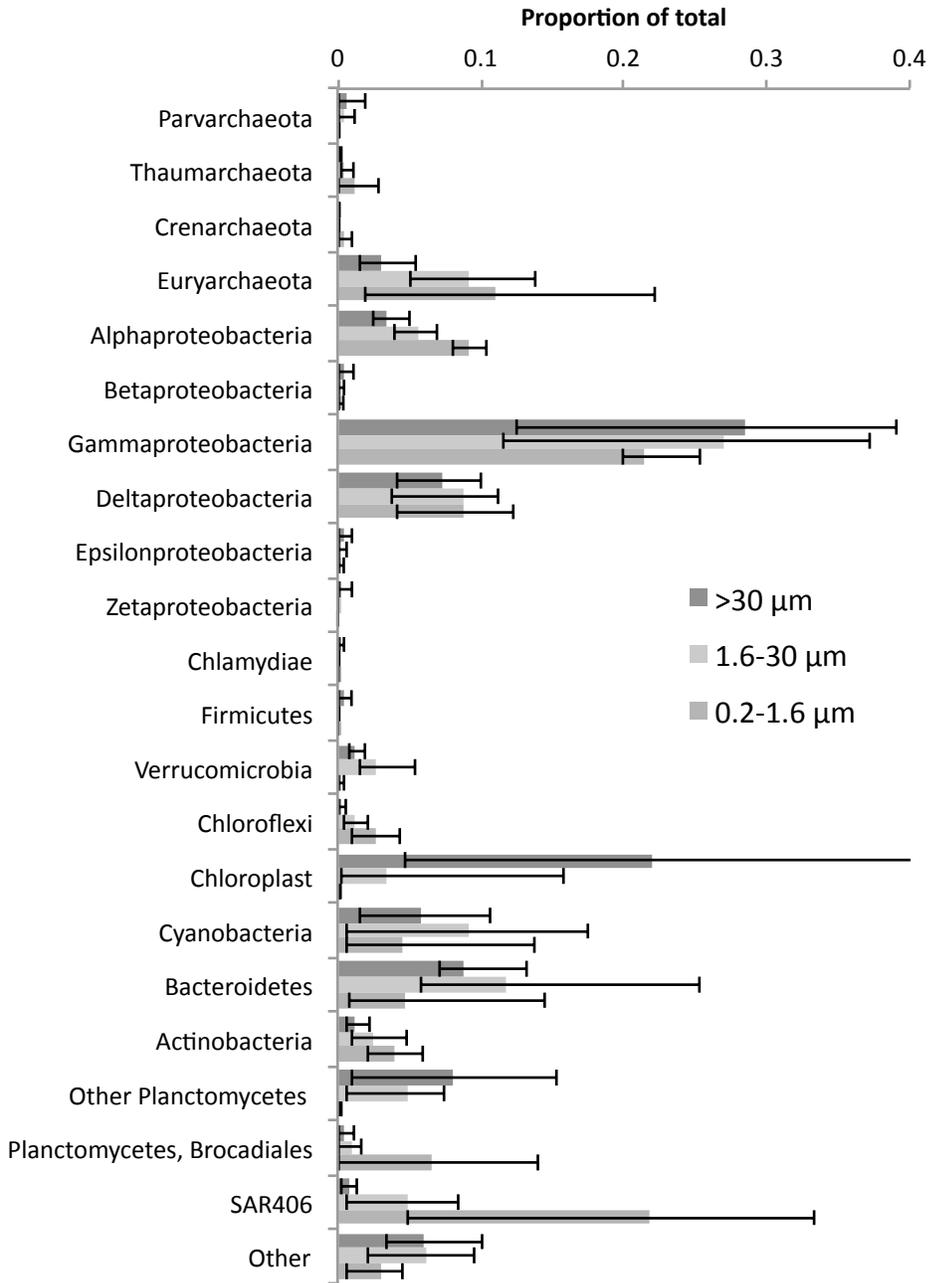 Proportion of total
0 0.1 0.2 0.3 0.4
Parvarchaeota
Thaumarchaeota
Crenarchaeota
Euryarchaeota
Alphaproteobacteria
Betaproteobacteria
Gammaproteobacteria
Deltaproteobacteria
Epsilonproteobacteria
Zetaproteobacteria
Chlamydiae
Firmicutes
Verrucomicrobia
Chloroflexi
Chloroplast
Cyanobacteria
Bacteroidetes
Actinobacteria
Other Planctomycetes
Planctomycetes, Brocadiales
SAR406
Other
>30 µm
1.6-30 µm
0.2-1.6 µm